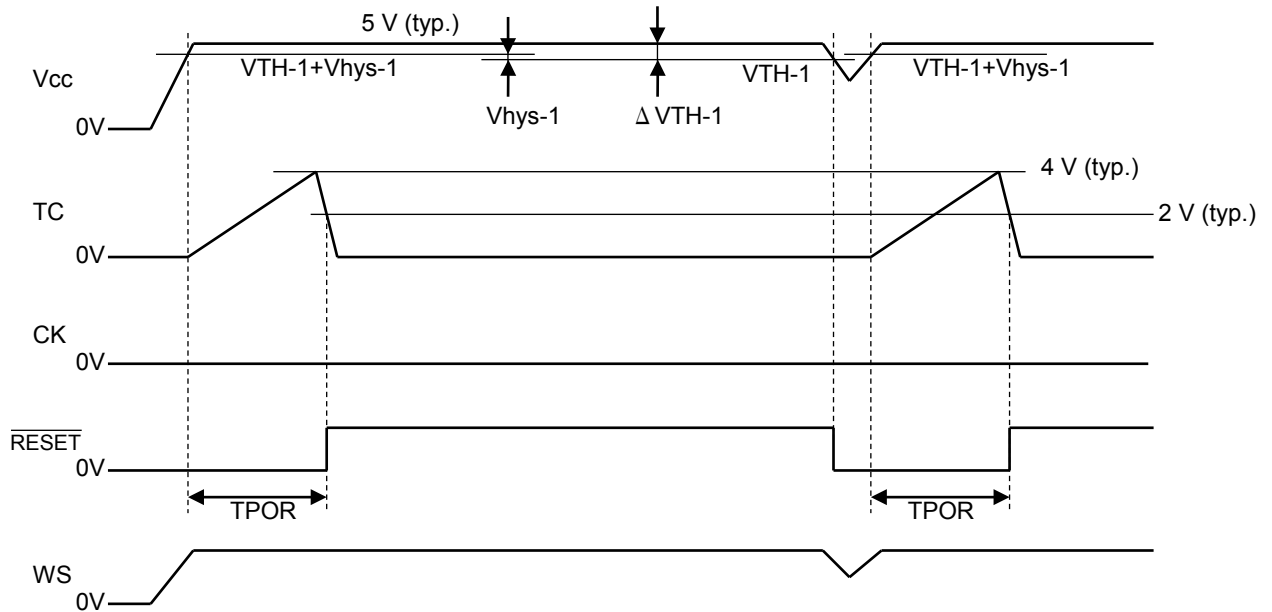 5 V (typ.)
VTH-1+Vhys-1
VTH-1
VTH-1+Vhys-1
Vcc
Vhys-1
Δ VTH-1
0V
4 V (typ.)
TC
2 V (typ.)
0V
CK
0V
RESET
0V
TPOR
TPOR
WS
0V